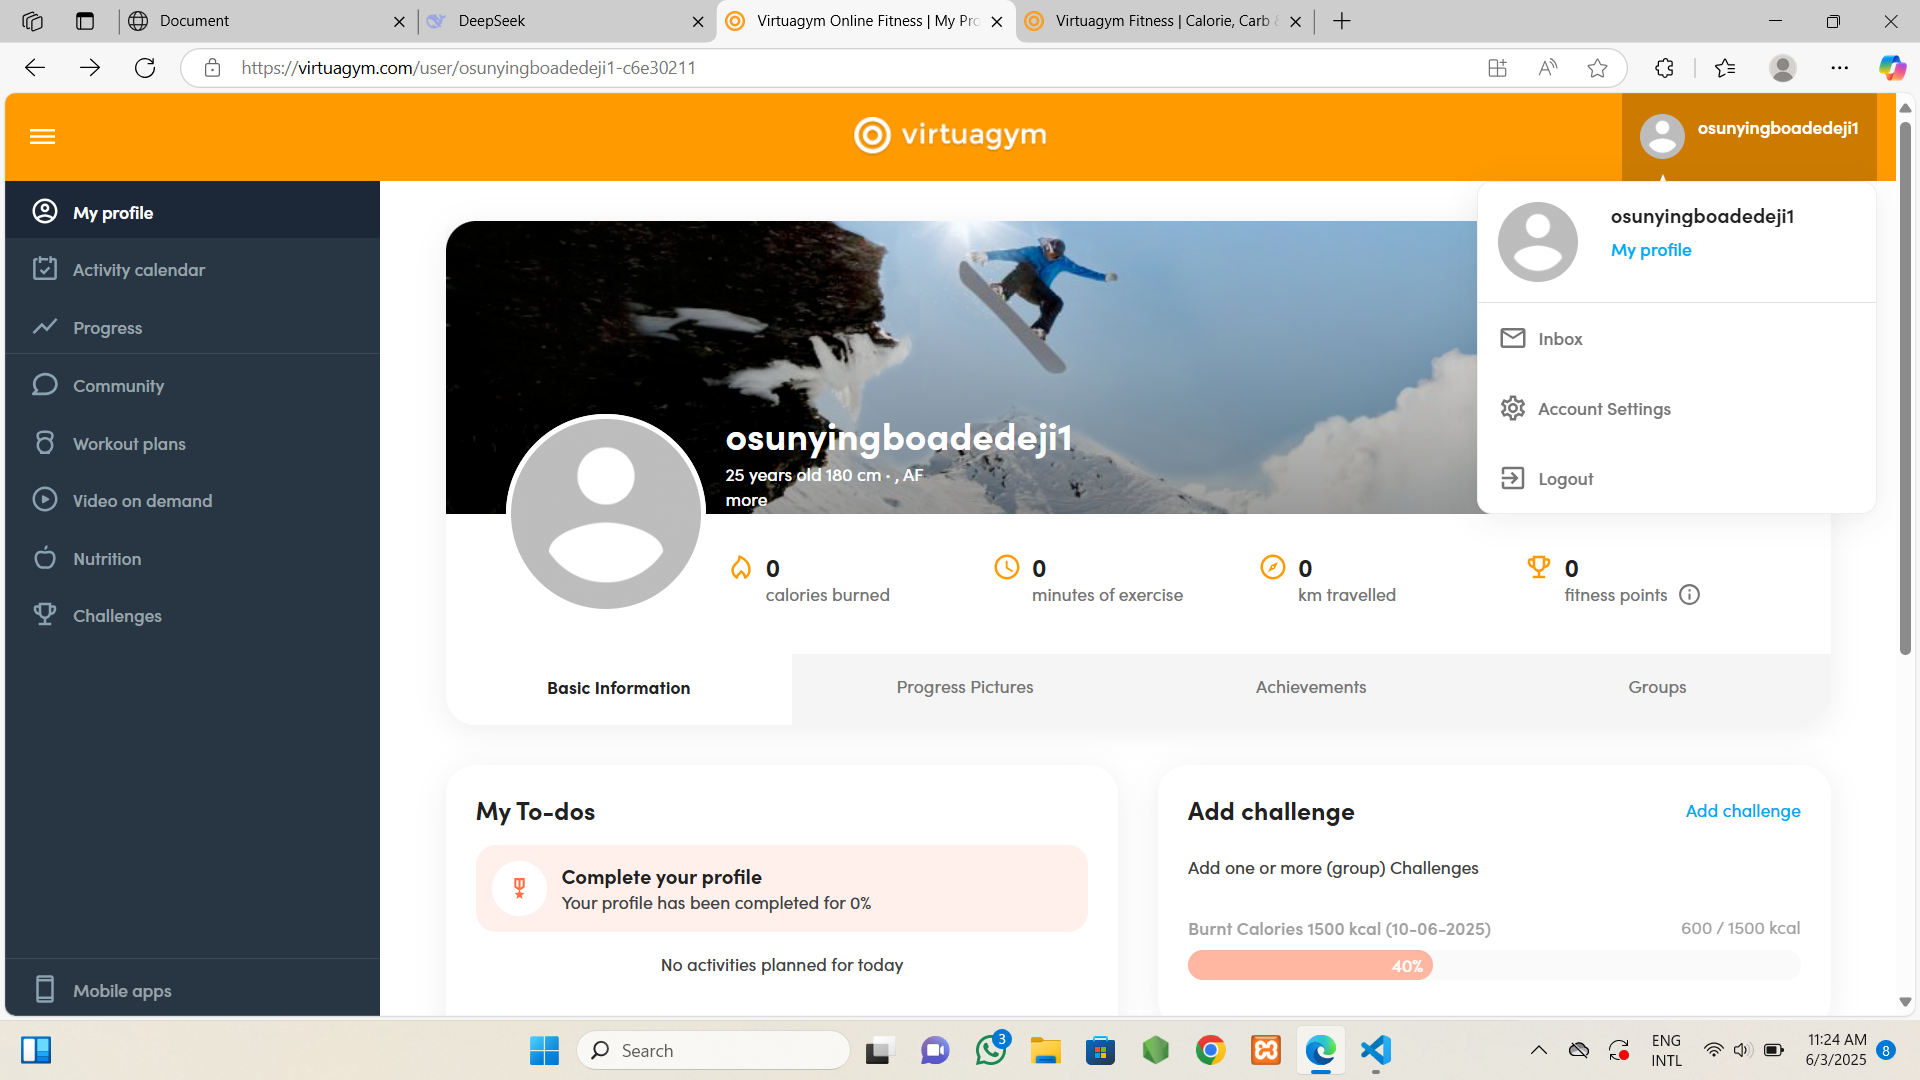 Document
DeepSeek
Virtuagym Online Fitness | My Pro
Virtuagym Fitness | Calorie, Carb &
https://virtuagym.com/user/osunyingboadedeji1-c6e30211
virtuagym
osunyingboadedeji1
My profile
Activity calendar
Progress
Community
Workout plans
Video on demand
Nutrition
Challenges
Mobile apps
osunyingboadedeji1
My profile
Inbox
Account Settings
Logout
osunyingboadedeji1
25 years old 180 cm • , AF
more
0
calories burned
0
minutes of exercise
0
km travelled
0
fitness points
Basic Information
Progress Pictures
Achievements
Groups
My To-dos
Complete your profile
Your profile has been completed for 0%
No activities planned for today
Add challenge
Add challenge
Add one or more (group) Challenges
Burnt Calories 1500 kcal (10-06-2025)
600 / 1500 kcal
40%
Search
3
ENG
INTL
11:24 AM
6/3/2025
8